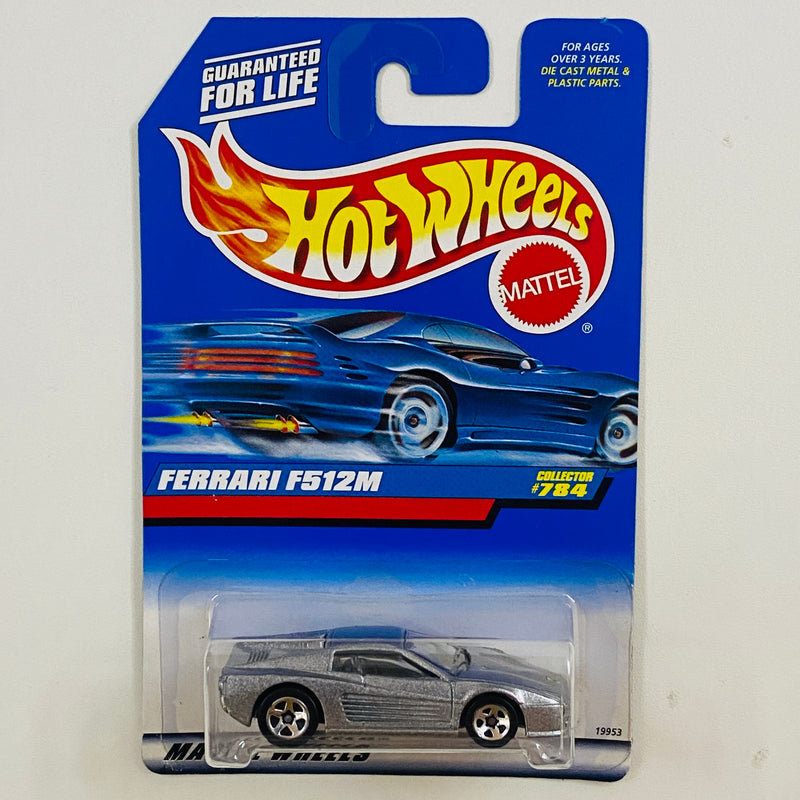 GUARANTEED
FOR LIFE
FOR AGES
OVER 3 YEARS.
DIE CAST METAL &
PLASTIC PARTS.
HOT WHEELS
MATTEL
®
FERRARI F512M
COLLECTOR
#784
19953
WHEELS